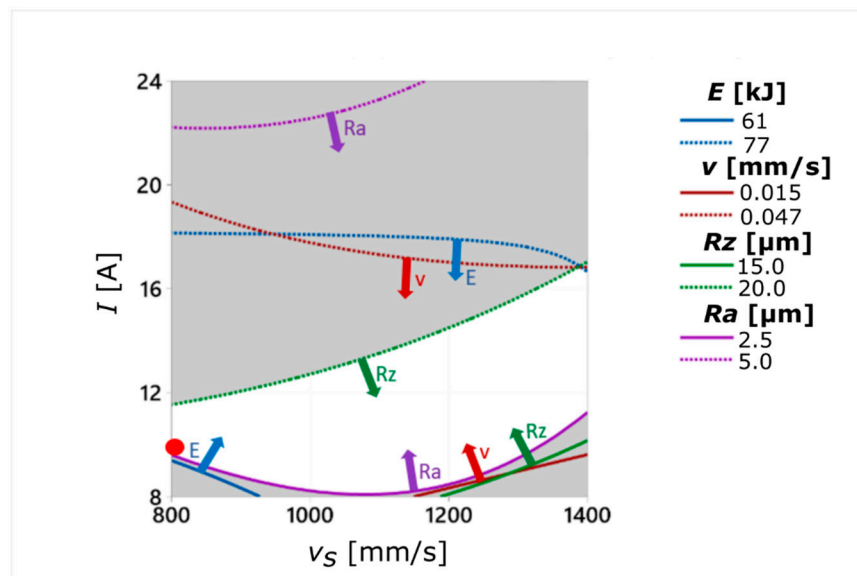 24
20
16
12
8
I [A]
800
1000
1200
1400
vS [mm/s]
Ra
v
E
Rz
E
Ra
v
Rz
E [kJ]
61
77
v [mm/s]
0.015
0.047
Rz [µm]
15.0
20.0
Ra [µm]
2.5
5.0